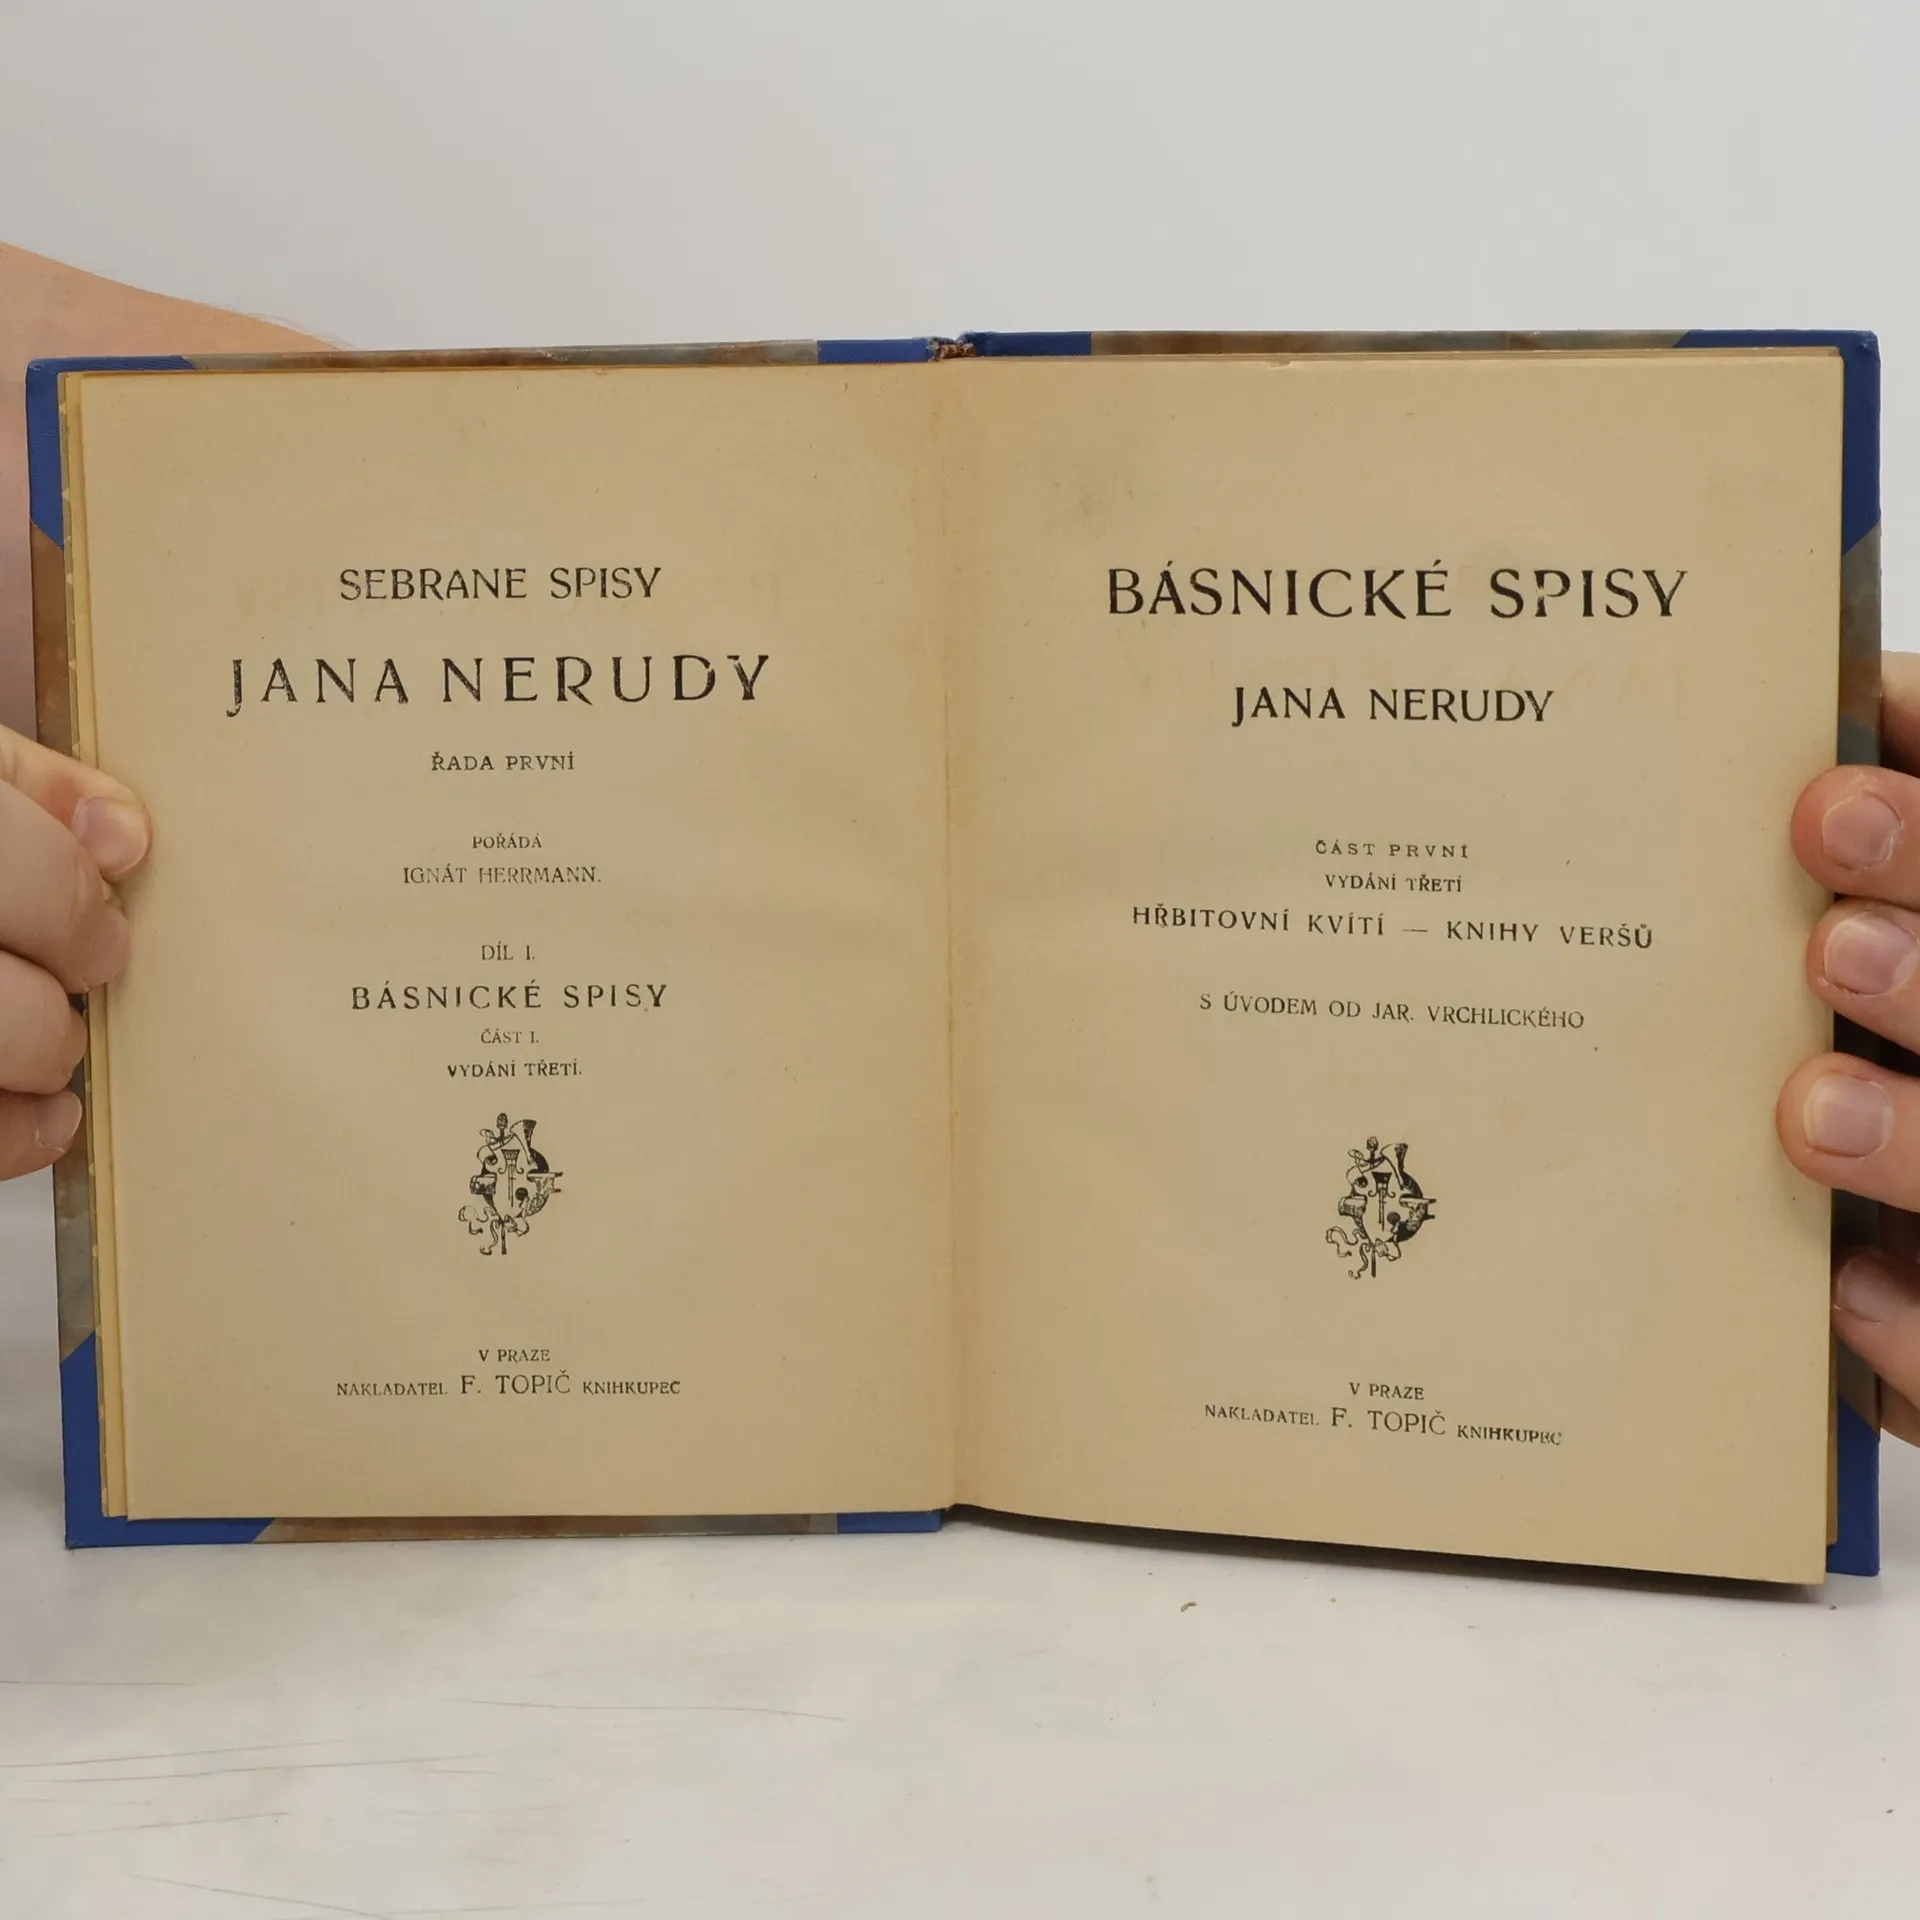 SEBRANE SPISY
JANA NERUDY
ŘADA PRVNÍ
POŘÁDÁ
IGNÁT HERRMANN.
DÍL I.
BÁSNICKÉ SPISY
ČÁST I.
VYDÁNÍ TŘETÍ.
V PRAZE
NAKLADATEL F. TOPIČ KNIHKUPEC
BÁSNICKÉ SPISY
JANA NERUDY
ČÁST PRVNÍ
VYDÁNÍ TŘETÍ
HŘBITOVNÍ KVÍTÍ — KNIHY VERŠŮ
S ÚVODEM OD JAR. VRCHLICKÉHO
V PRAZE
NAKLADATEL F. TOPIČ KNIHKUPEC